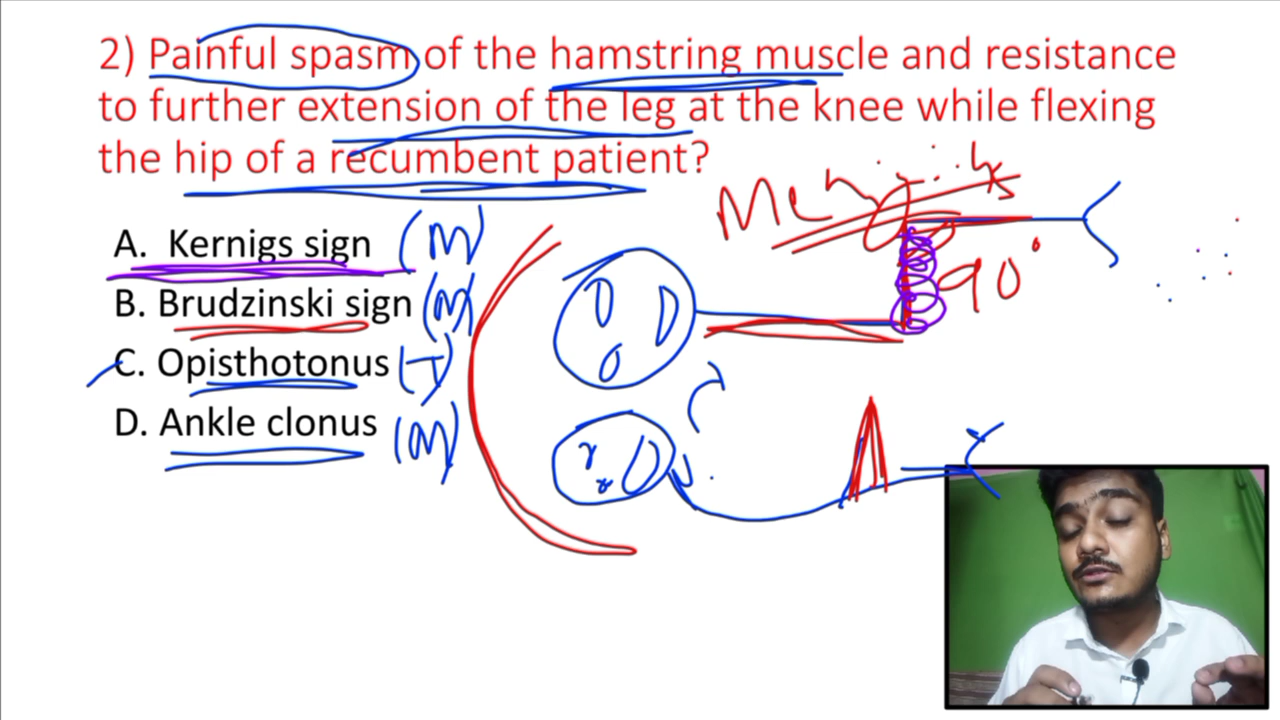 2) Painful spasm of the hamstring muscle and resistance
to further extension of the leg at the knee while flexing
the hip of a recumbent patient?
A. Kernigs sign (M)
B. Brudzinski sign (M)
C. Opisthotonus (T)
D. Ankle clonus (M)
90°